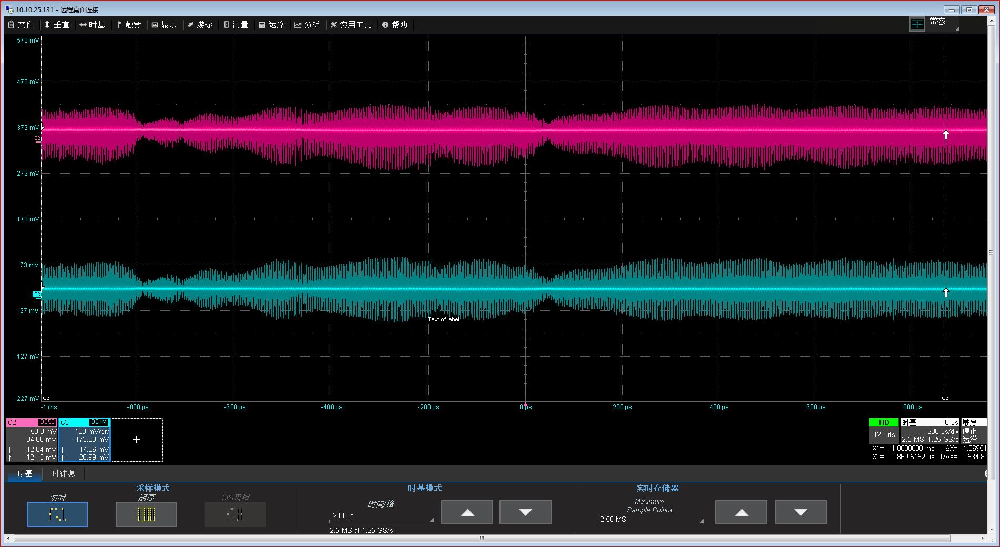 10.10.25.131 - 远程桌面连接
文件 垂直 时基 触发 显示 游标 测量 运算 分析 实用工具 帮助
常态
573 mV
473 mV
373 mV
C2
273 mV
173 mV
73 mV
C3
-27 mV
Text of label
-127 mV
-227 mV
-1 ms -800 µs -600 µs -400 µs -200 µs 0 µs 200 µs 400 µs 600 µs 800 µs
C2 DC50
50.0 mV
84.00 mV
↓ 12.84 mV
↑ 12.13 mV
C3 DC1M
100 mV/div
-173.00 mV
↓ 17.86 mV
↑ 20.99 mV
+
HD
12 Bits
时基 0 µs
200 µs/div
2.5 MS 1.25 GS/s
触发
停止
边沿
X1= -1.0000000 ms ΔX= 1.86951
X2= 869.5152 µs 1/ΔX= 534.89
时基 时钟源
采样模式
实时 顺序 RIS采样
时基模式
时间/格
200 µs
2.5 MS at 1.25 GS/s
实时存储器
Maximum
Sample Points
2.50 MS